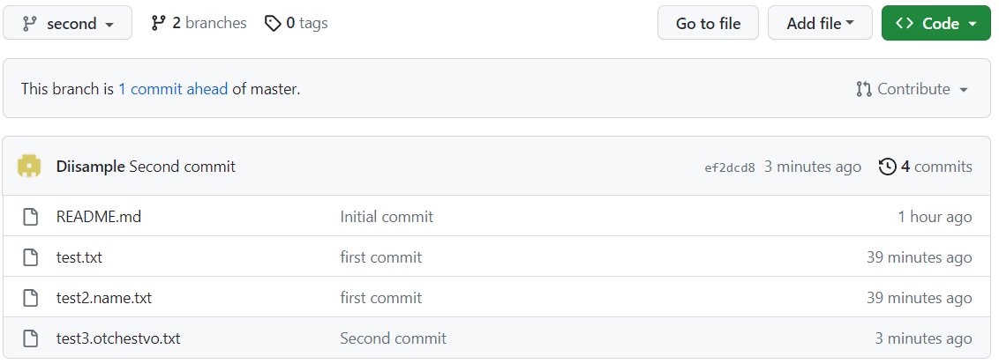 second 2 branches 0 tags Go to file Add file Code
This branch is 1 commit ahead of master. Contribute
Diisample Second commit ef2dcd8 3 minutes ago 4 commits
README.md Initial commit 1 hour ago
test.txt first commit 39 minutes ago
test2.name.txt first commit 39 minutes ago
test3.otchestvo.txt Second commit 3 minutes ago